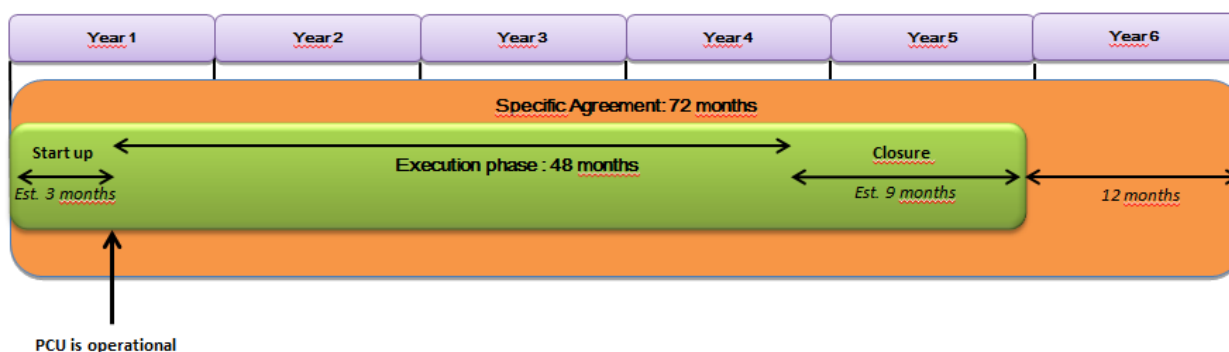 Year 1 Year 2 Year 3 Year 4 Year 5 Year 6
Specific Agreement: 72 months
Start up
Execution phase : 48 months
Closure
Est. 3 months
Est. 9 months
12 months
PCU is operational